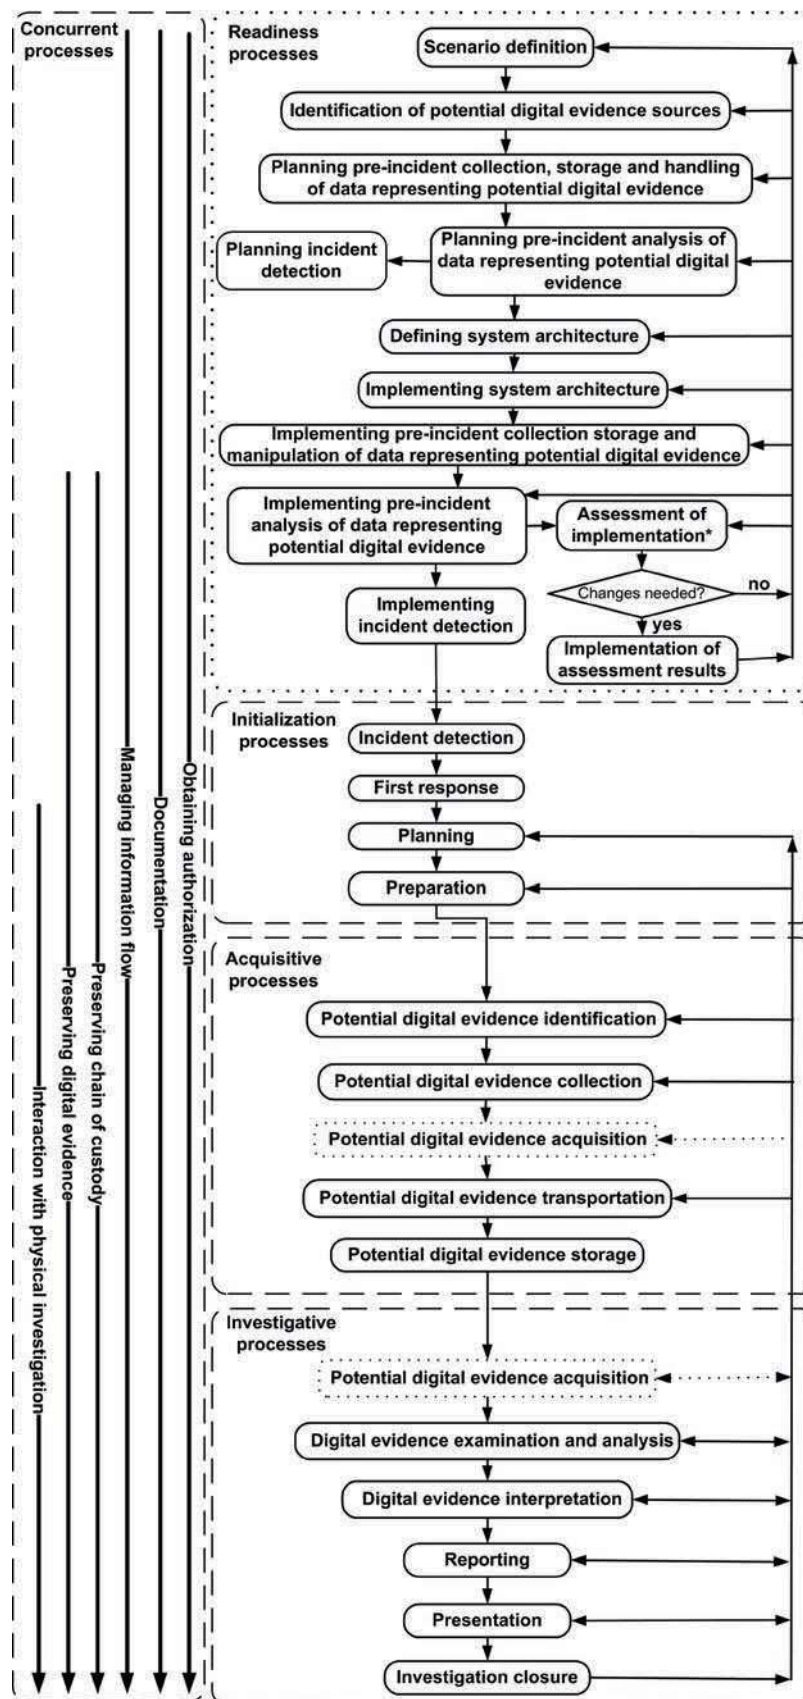 Concurrent
processes
Readiness
processes
Scenario definition
Identification of potential digital evidence sources
Planning pre-incident collection, storage and handling
of data representing potential digital evidence
Planning incident
detection
Planning pre-incident analysis of
data representing potential digital
evidence
Defining system architecture
Implementing system architecture
Implementing pre-incident collection storage and
manipulation of data representing potential digital evidence
Implementing pre-incident
analysis of data representing
potential digital evidence
Assessment of
implementation*
Changes needed?
no
yes
Implementing
incident detection
Implementation of
assessment results
Initialization
processes
Incident detection
First response
Planning
Preparation
Acquisitive
processes
Potential digital evidence identification
Potential digital evidence collection
Potential digital evidence acquisition
Potential digital evidence transportation
Potential digital evidence storage
Investigative
processes
Potential digital evidence acquisition
Digital evidence examination and analysis
Digital evidence interpretation
Reporting
Presentation
Investigation closure
Interaction with physical investigation
Preserving digital evidence
Preserving chain of custody
Managing information flow
Documentation
Obtaining authorization